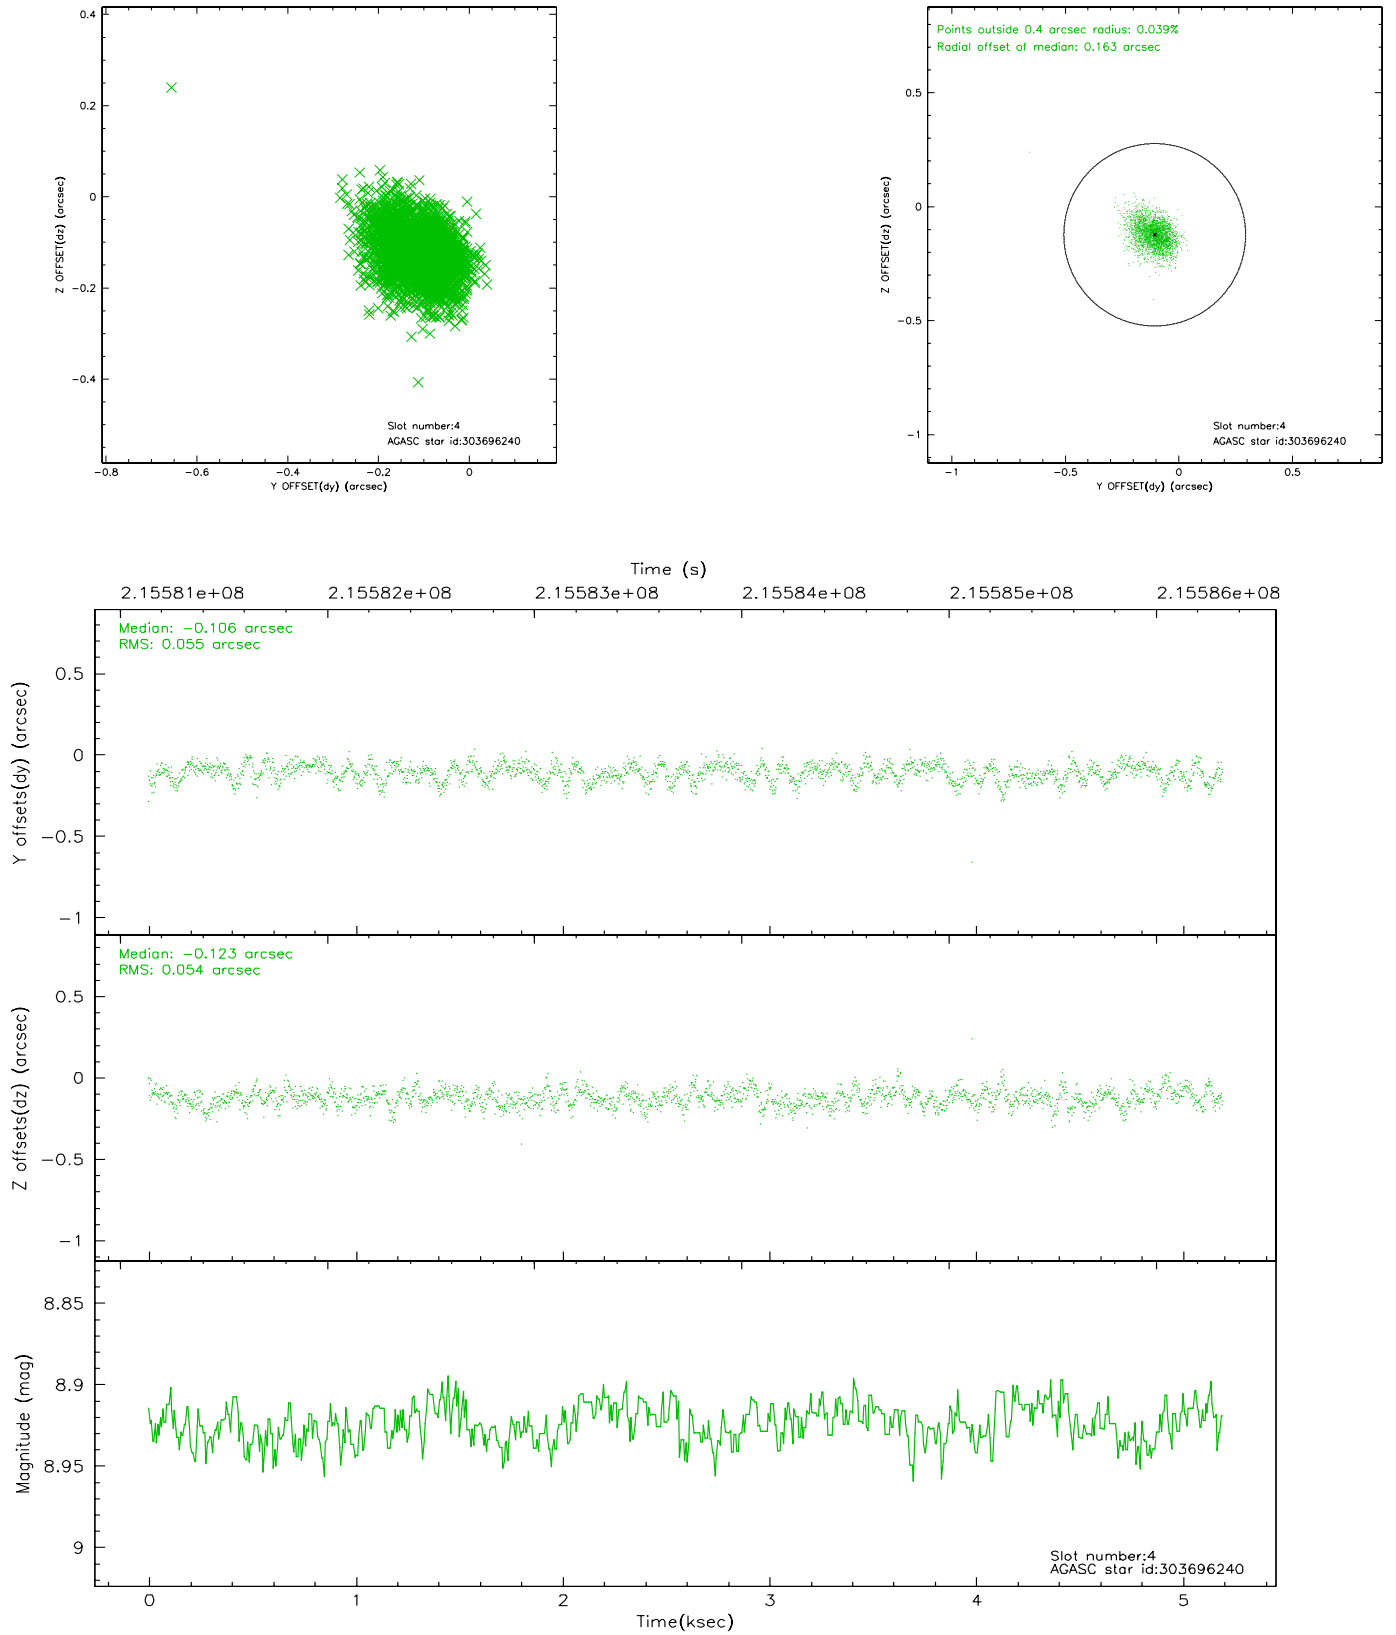 0.4
0.2
0
−0.2
−0.4
Z OFFSET(dz) (arcsec)
−0.8
−0.6
−0.4
−0.2
0
Y OFFSET(dy) (arcsec)
Slot number:4
AGASC star id:303696240
Points outside 0.4 arcsec radius: 0.039%
Radial offset of median: 0.163 arcsec
0.5
0
−0.5
−1
Z OFFSET(dz) (arcsec)
−1
−0.5
0
0.5
Y OFFSET(dy) (arcsec)
Slot number:4
AGASC star id:303696240
Time (s)
2.15581e+08
2.15582e+08
2.15583e+08
2.15584e+08
2.15585e+08
2.15586e+08
Median: −0.106 arcsec
RMS: 0.055 arcsec
0.5
0
−0.5
−1
Y offsets(dy) (arcsec)
Median: −0.123 arcsec
RMS: 0.054 arcsec
0.5
0
−0.5
−1
Z offsets(dz) (arcsec)
8.85
8.9
8.95
9
Magnitude (mag)
Slot number:4
AGASC star id:303696240
0
1
2
3
4
5
Time(ksec)